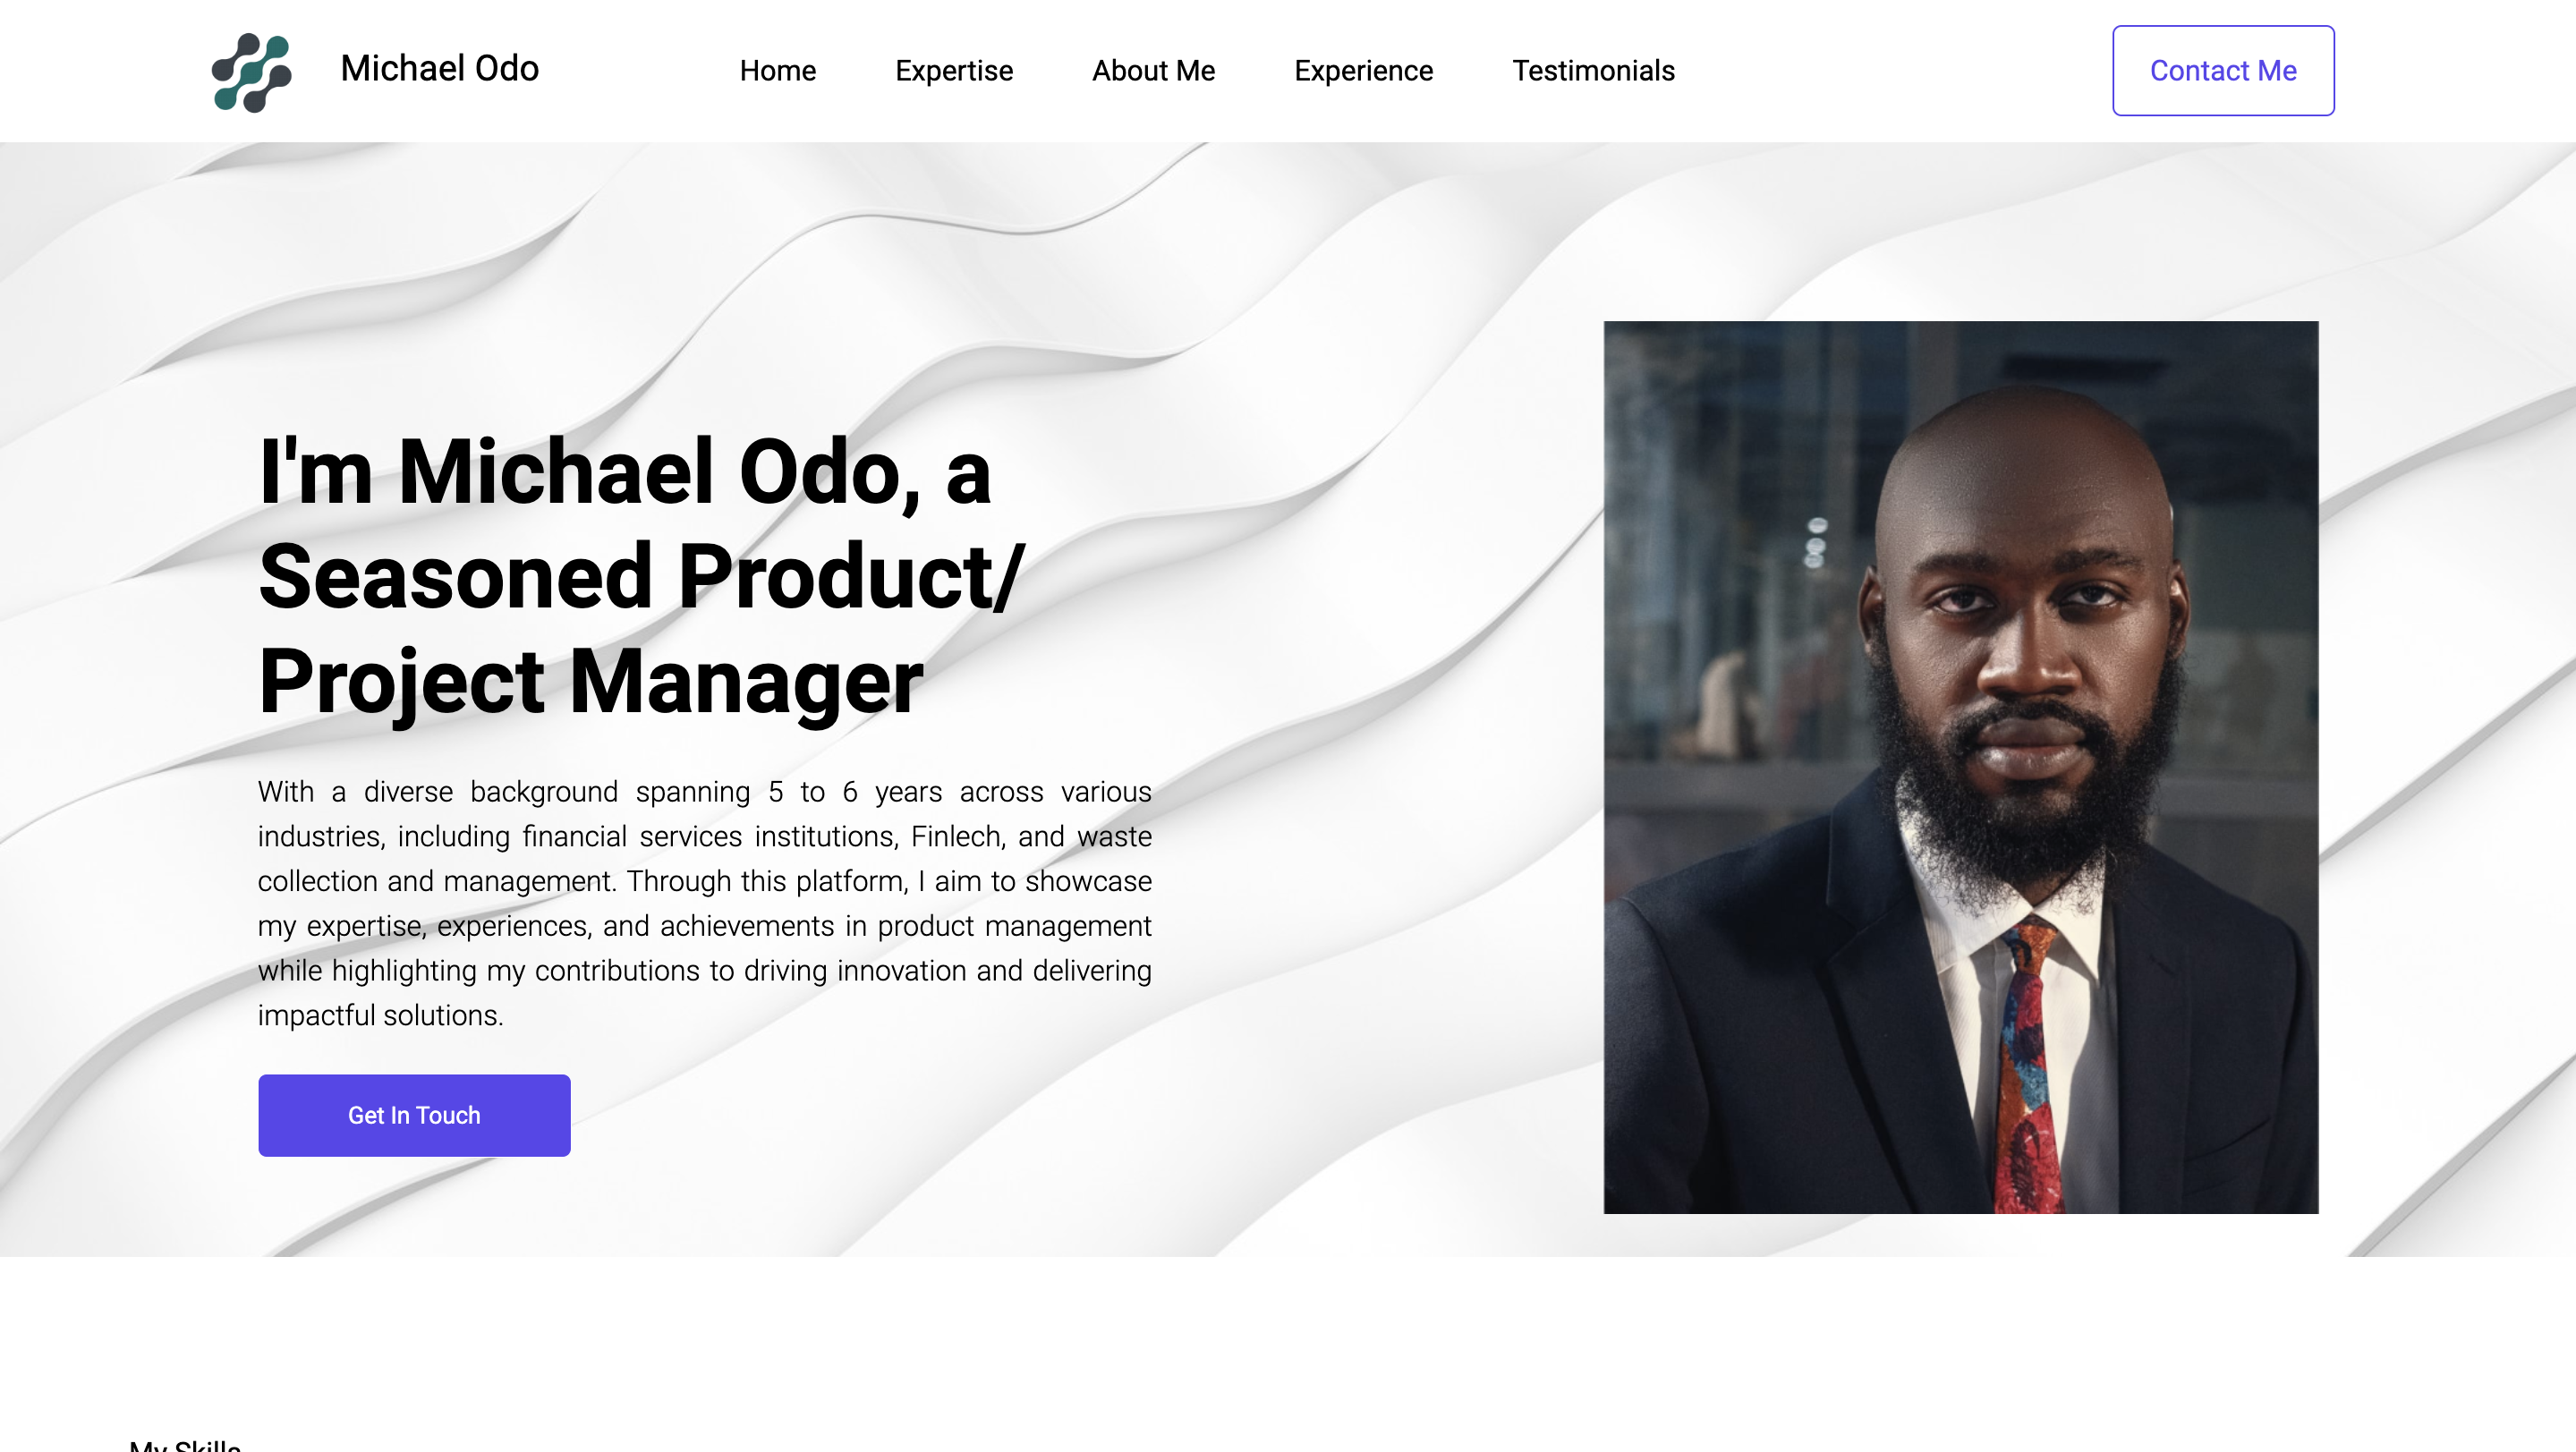 Michael Odo
Home
Expertise
About Me
Experience
Testimonials
Contact Me
I'm Michael Odo, a
Seasoned Product/
Project Manager
With a diverse background spanning 5 to 6 years across various
industries, including financial services institutions, Finlech, and waste
collection and management. Through this platform, I aim to showcase
my expertise, experiences, and achievements in product management
while highlighting my contributions to driving innovation and delivering
impactful solutions.
Get In Touch
My Skills